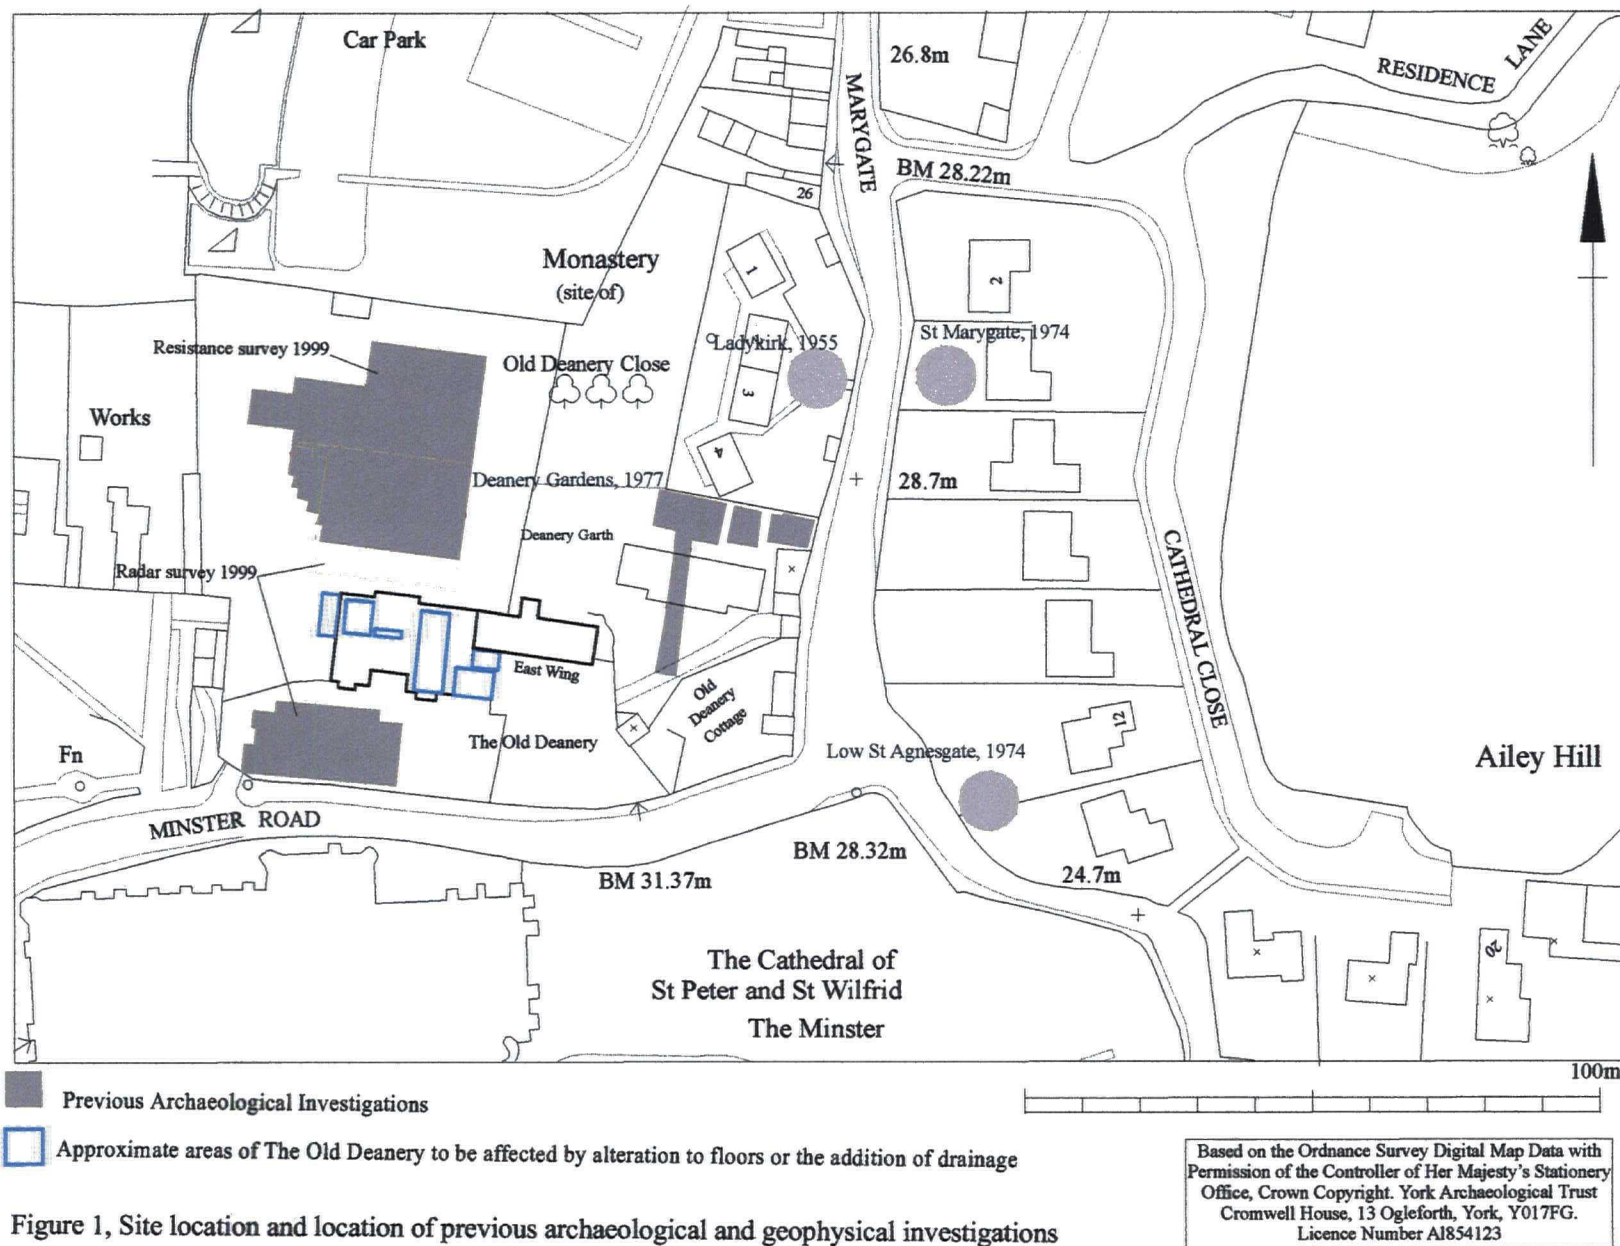 Car Park
26.8m
RESIDENCE LANE
MARYGATE
BM 28.22m
26
Monastery
(site of)
1
2
Resistance survey 1999
Ladykirk, 1955
St Marygate, 1974
Old Deanery Close
3
Works
4
Deanery Gardens, 1977
28.7m
Deanery Garth
Radar survey 1999
CATHEDRAL CLOSE
East Wing
Old
Deanery
Cottage
12
Fn
The Old Deanery
Low St Agnesgate, 1974
Ailey Hill
MINSTER ROAD
BM 28.32m
BM 31.37m
24.7m
The Cathedral of
St Peter and St Wilfrid
The Minster
20
100m
Previous Archaeological Investigations
Approximate areas of The Old Deanery to be affected by alteration to floors or the addition of drainage
Based on the Ordnance Survey Digital Map Data with
Permission of the Controller of Her Majesty's Stationery
Office, Crown Copyright. York Archaeological Trust
Cromwell House, 13 Ogleforth, York, Y017FG.
Licence Number Al854123
Figure 1, Site location and location of previous archaeological and geophysical investigations